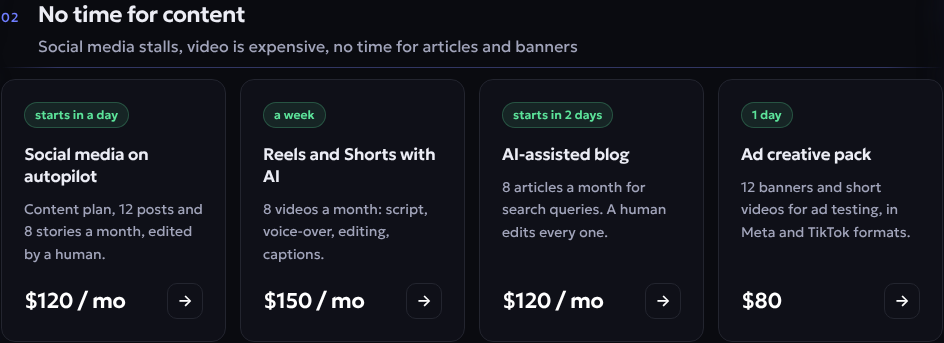 02
No time for content
Social media stalls, video is expensive, no time for articles and banners
starts in a day
Social media on
autopilot
Content plan, 12 posts and
8 stories a month, edited
by a human.
$120 / mo
a week
Reels and Shorts with
AI
8 videos a month: script,
voice-over, editing,
captions.
$150 / mo
starts in 2 days
AI-assisted blog
8 articles a month for
search queries. A human
edits every one.
$120 / mo
1 day
Ad creative pack
12 banners and short
videos for ad testing, in
Meta and TikTok formats.
$80